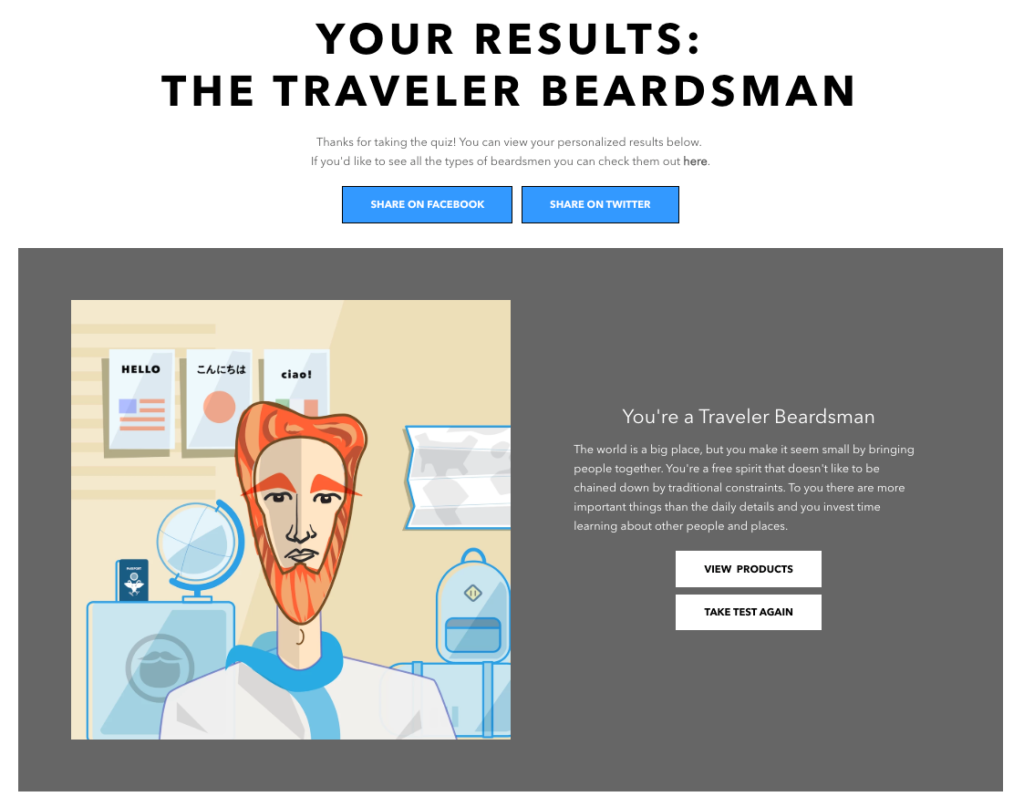 YOUR RESULTS:
THE TRAVELER BEARDSMAN
Thanks for taking the quiz! You can view your personalized results below.
If you'd like to see all the types of beardsmen you can check them out here.
SHARE ON FACEBOOK
SHARE ON TWITTER
HELLO
こんにちは
ciao!
PASSPORT
You're a Traveler Beardsman
The world is a big place, but you make it seem small by bringing
people together. You're a free spirit that doesn't like to be
chained down by traditional constraints. To you there are more
important things than the daily details and you invest time
learning about other people and places.
VIEW PRODUCTS
TAKE TEST AGAIN